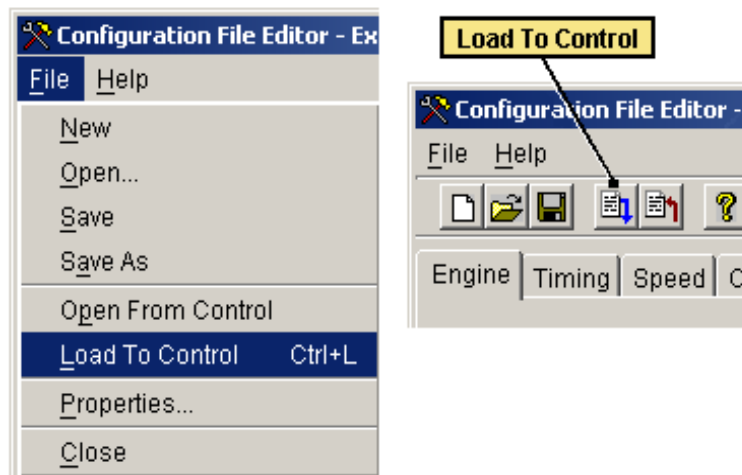 Configuration File Editor - Ex
File Help
New
Open...
Save
Save As
Open From Control
Load To Control Ctrl+L
Properties...
Close
Load To Control
Configuration File Editor -
File Help
?
Engine Timing Speed C